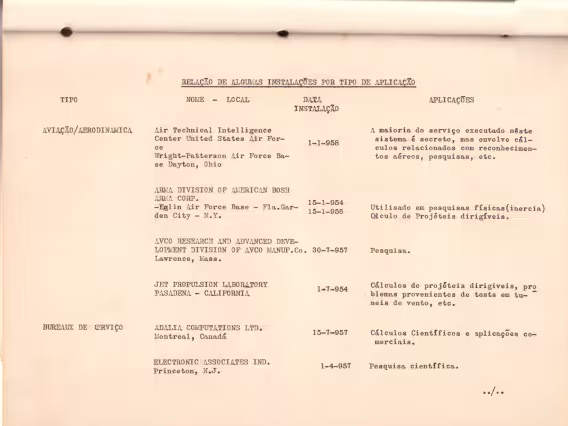 RELAÇÃO DE ALGUMAS INSTALAÇÕES POR TIPO DE APLICAÇÃO
TIPO NOME - LOCAL DATA INSTALAÇÃO APLICAÇÕES
AVIAÇÃO/AERODINAMICA
Air Technical Intelligence
Center United States Air For-
ce
Wright-Patterson Air Force Ba-
se Dayton, Ohio
1-1-958
A maioria do serviço executado nêste
sistema é secreto, mas envolve cál-
culos relacionados com reconhecimen-
tos aéreos, pesquisas, etc.
ARMA DIVISION OF AMERICAN BOSH
ARMA CORP.
-Eglin Air Force Base - Fla.Gar-
den City - N.Y.
15-1-954
15-1-956
Utilisado em pesquisas físicas(inercia)
Cálculo de Projéteis dirigíveis.
AVCO RESEARCH AND ADVANCED DEVE-
LOPMENT DIVISION OF AVCO MANUF.Co.
Lawrence, Mass.
30-7-957
Pesquisa.
JET PROPULSION LABORATORY
PASADENA - CALIFORNIA
1-7-954
Cálculos de projéteis dirigiveis, pro
blemas provenientes de tests em tu-
neis de vento, etc.
BUREAUX DE SERVIÇO
ADALIA COMPUTATIONS LTD.
Montreal, Canadá
15-7-957
Cálculos Científicos e aplicações co-
merciais.
ELECTRONIC ASSOCIATES IND.
Princeton, N.J.
1-4-957
Pesquisa científica.
../..